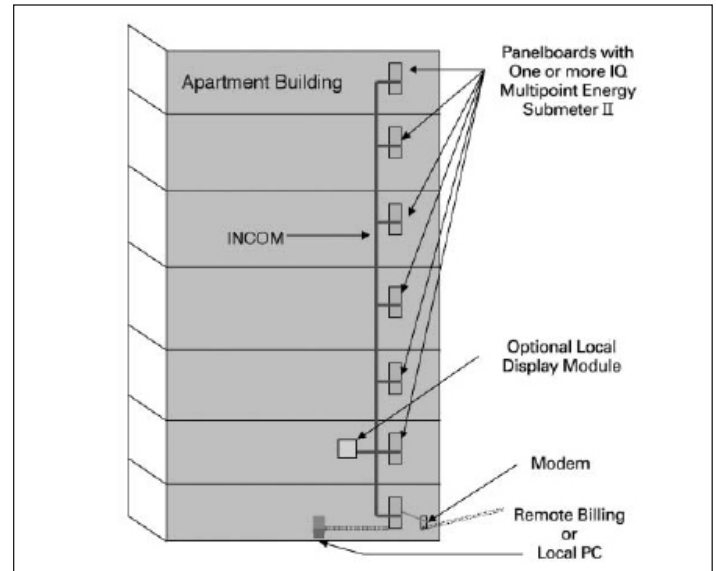 Apartment Building
Panelboards with
One or more IQ
Multipoint Energy
Submeter II
INCOM
Optional Local
Display Module
Modem
Remote Billing
or
Local PC